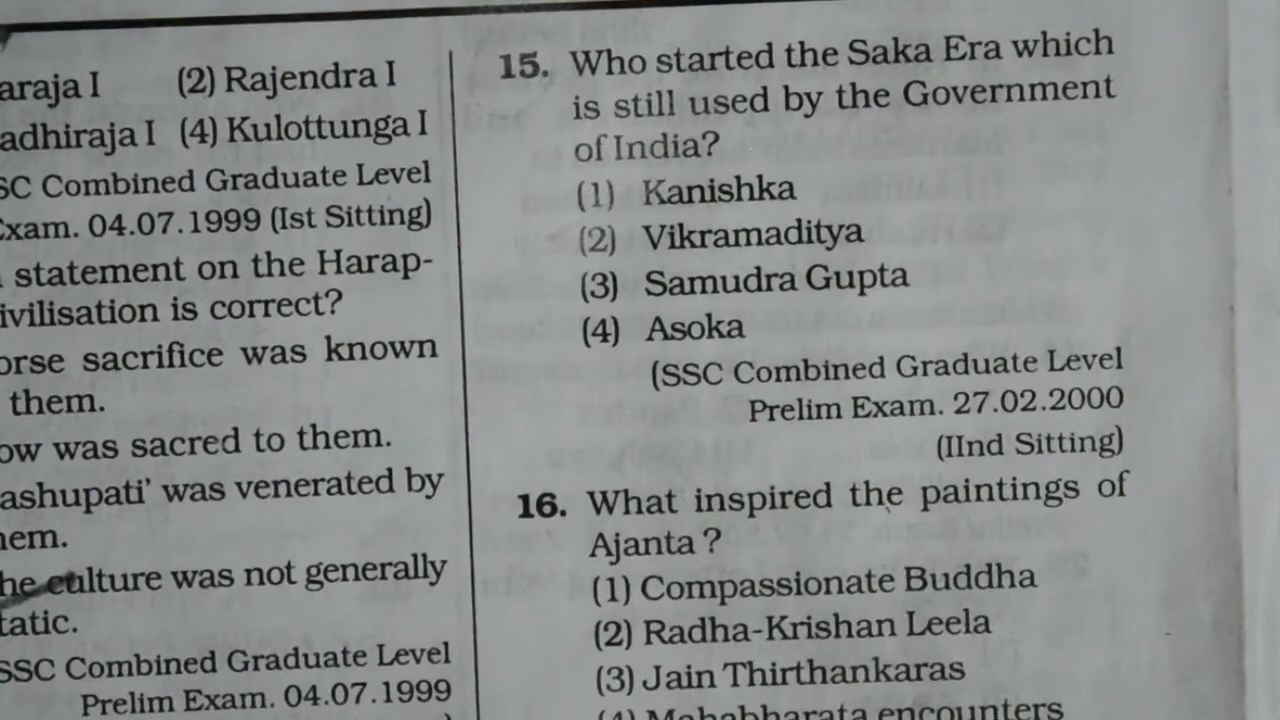 araja I (2) Rajendra I
adhiraja I (4) Kulottunga I
SC Combined Graduate Level
Exam. 04.07.1999 (Ist Sitting)
statement on the Harap-
ivilisation is correct?
orse sacrifice was known
them.
ow was sacred to them.
ashupati' was venerated by
hem.
he culture was not generally
tatic.
SSC Combined Graduate Level
Prelim Exam. 04.07.1999
15. Who started the Saka Era which
is still used by the Government
of India?
(1) Kanishka
(2) Vikramaditya
(3) Samudra Gupta
(4) Asoka
(SSC Combined Graduate Level
Prelim Exam. 27.02.2000
(IInd Sitting)
16. What inspired the paintings of
Ajanta ?
(1) Compassionate Buddha
(2) Radha-Krishan Leela
(3) Jain Thirthankaras
(4) Mahabharata encounters